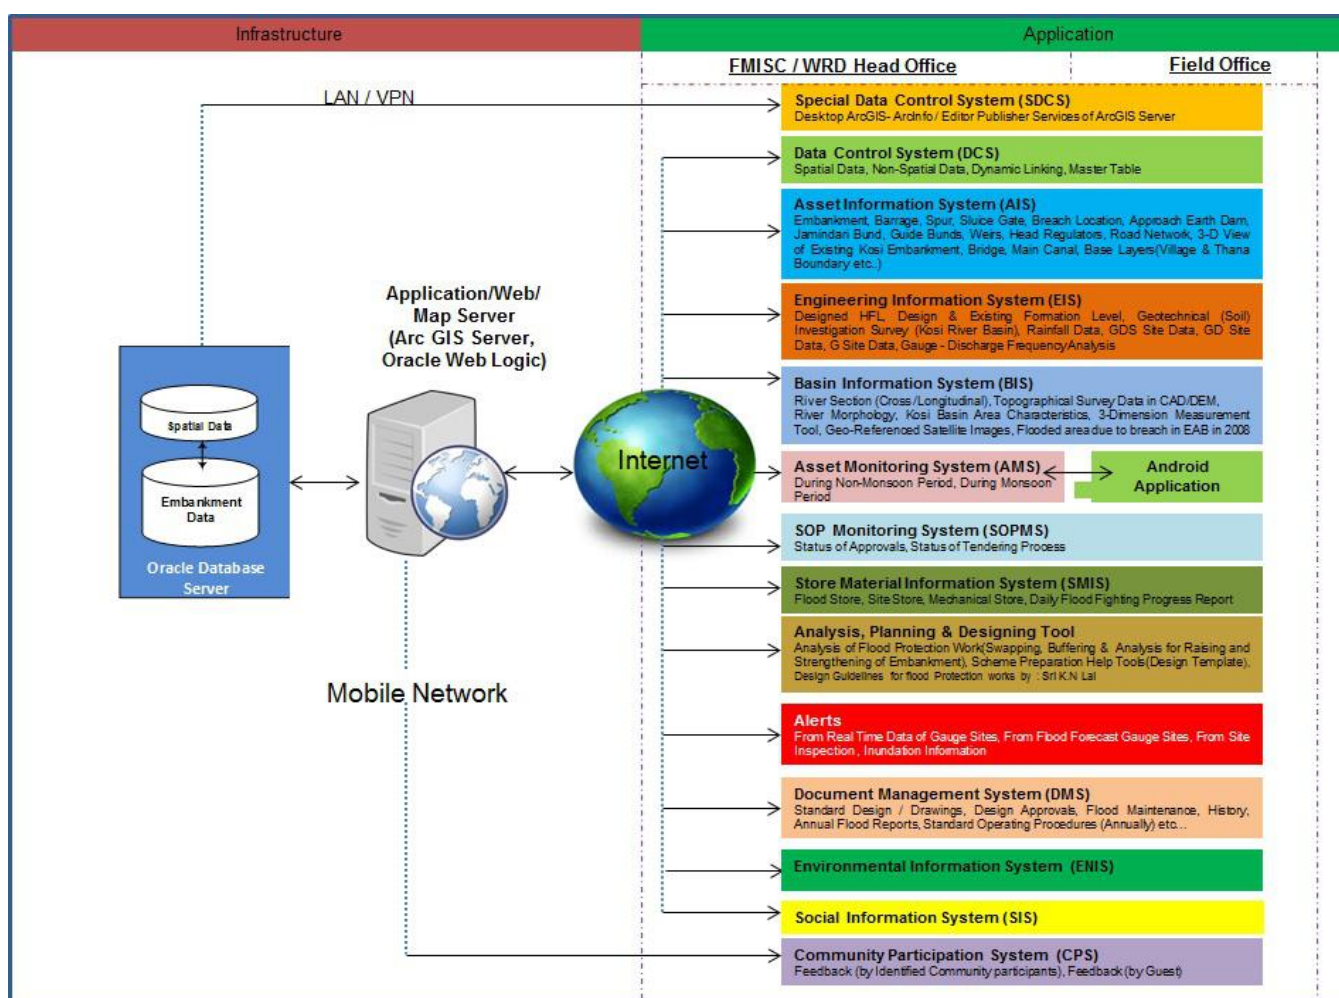 Infrastructure
Application
FMISC / WRD Head Office
Field Office
LAN / VPN
Special Data Control System (SDCS)
Desktop ArcGIS- ArcInfo / Editor Publisher Services of ArcGIS Server
Data Control System (DCS)
Spatial Data, Non-Spatial Data, Dynamic Linking, Master Table
Asset Information System (AIS)
Embankment, Barrage, Spur, Sluice Gate, Breach Location, Approach Earth Dam,
Jamindari Bund, Guide Bunds, Weirs, Head Regulators, Road Network, 3-D View
of Existing Kosi Embankment, Bridge, Main Canal, Base Layers(Village & Thana
Boundary etc..)
Application/Web/
Map Server
(Arc GIS Server,
Oracle Web Logic)
Engineering Information System (EIS)
Designed HFL, Design & Existing Formation Level, Geotechnical (Soil)
Investigation Survey (Kosi River Basin), Rainfall Data, GDS Site Data, GD Site
Data, G Site Data, Gauge - Discharge Frequency Analysis
Basin Information System (BIS)
River Section (Cross /Longitudinal), Topographical Survey Data in CAD/DEM,
River Morphology, Kosi Basin Area Characteristics, 3-Dimension Measurement
Tool, Geo-Referenced Satellite Images, Flooded area due to breach in EAB in 2008
Spatial Data
Embankment
Data
Oracle Database
Server
Internet
Asset Monitoring System (AMS)
During Non-Monsoon Period, During Monsoon
Period
Android
Application
SOP Monitoring System (SOPMS)
Status of Approvals, Status of Tendering Process
Store Material Information System (SMIS)
Flood Store, Site Store, Mechanical Store, Daily Flood Fighting Progress Report
Analysis, Planning & Designing Tool
Analysis of Flood Protection Work(Swapping, Buffering & Analysis for Raising and
Strengthening of Embankment), Scheme Preparation Help Tools(Design Template),
Design Guidelines for flood Protection works by : Sri K.N Lal
Mobile Network
Alerts
From Real Time Data of Gauge Sites, From Flood Forecast Gauge Sites, From Site
Inspection , Inundation Information
Document Management System (DMS)
Standard Design / Drawings, Design Approvals, Flood Maintenance, History,
Annual Flood Reports, Standard Operating Procedures (Annually) etc...
Environmental Information System (ENIS)
Social Information System (SIS)
Community Participation System (CPS)
Feedback (by Identified Community participants), Feedback (by Guest)